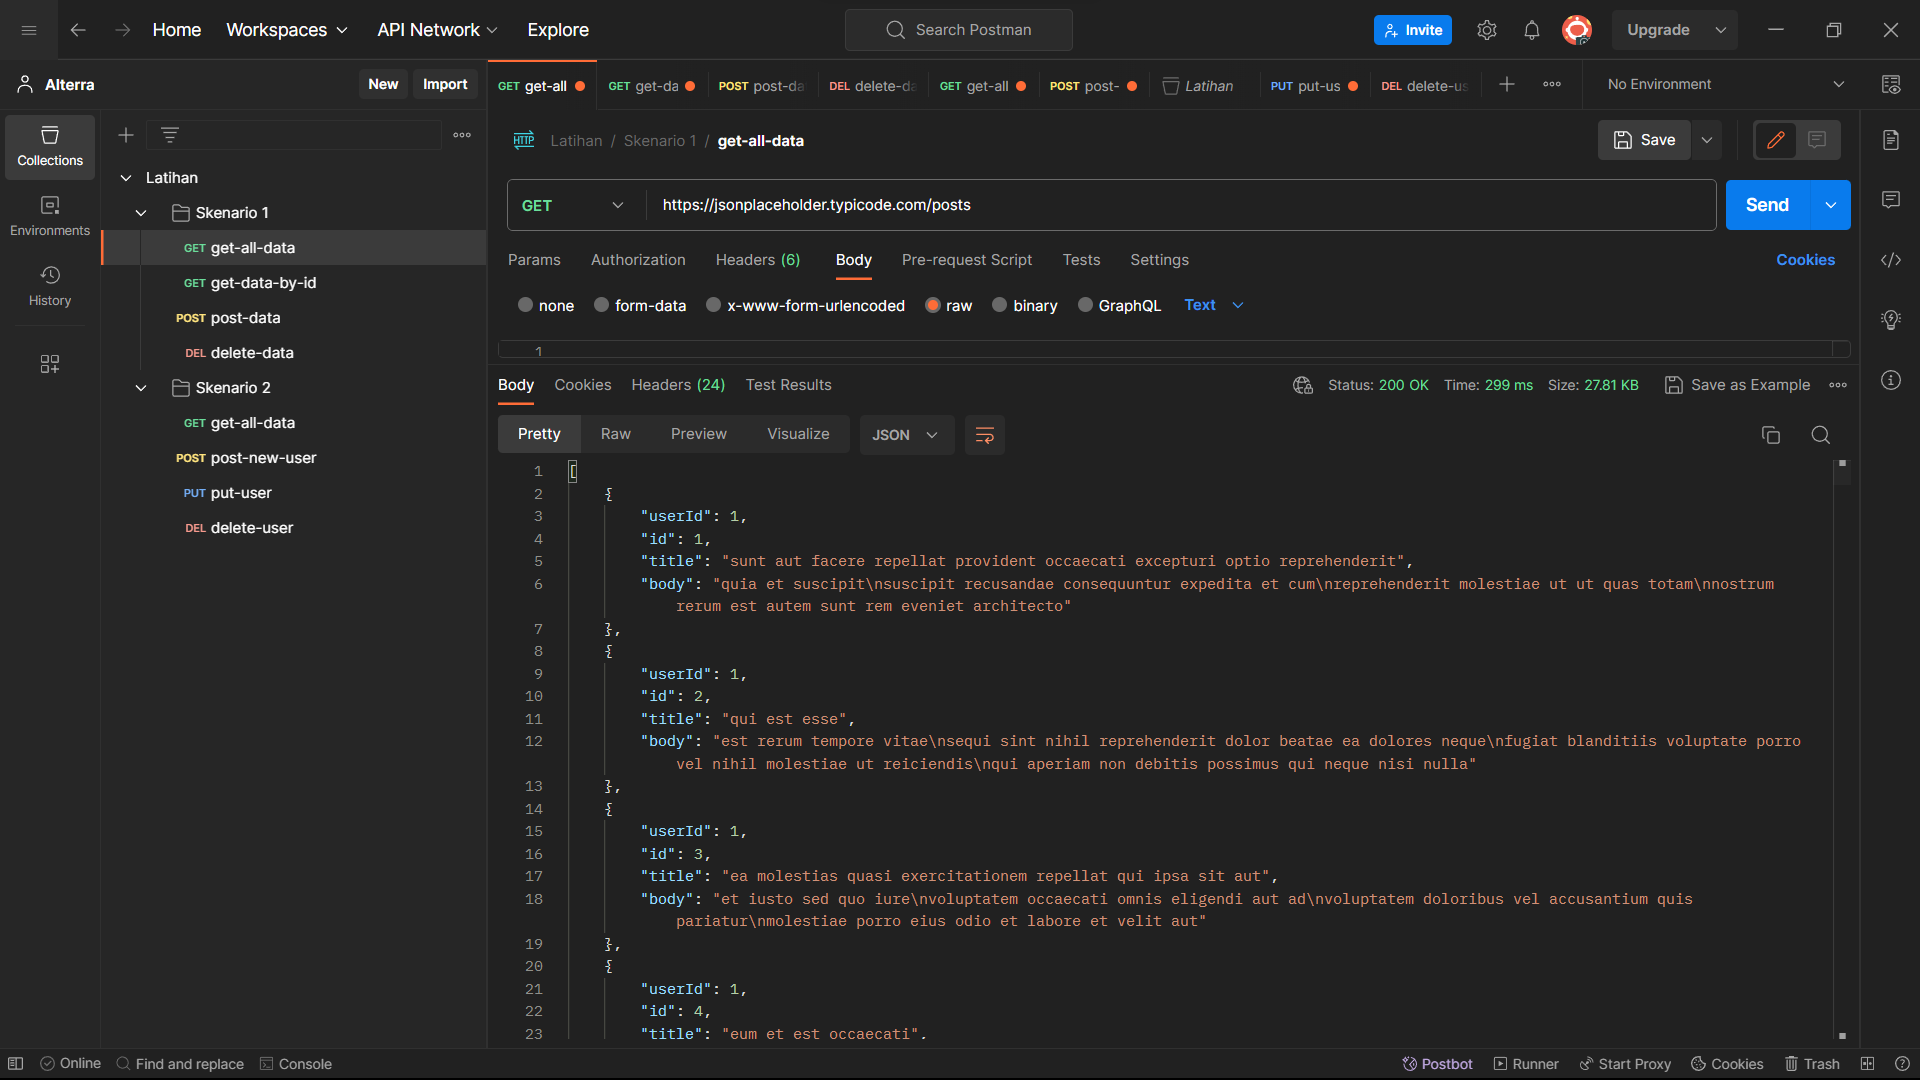 Home Workspaces API Network Explore Search Postman Invite Upgrade
Alterra New Import
GET get-all GET get-da POST post-da DEL delete-da GET get-all POST post- Latihan PUT put-us DEL delete-us No Environment
Collections
Environments
History
Latihan
Skenario 1
GET get-all-data
GET get-data-by-id
POST post-data
DEL delete-data
Skenario 2
GET get-all-data
POST post-new-user
PUT put-user
DEL delete-user
HTTP Latihan / Skenario 1 / get-all-data Save
GET https://jsonplaceholder.typicode.com/posts Send
Params Authorization Headers (6) Body Pre-request Script Tests Settings Cookies
none form-data x-www-form-urlencoded raw binary GraphQL Text
1
Body Cookies Headers (24) Test Results Status: 200 OK Time: 299 ms Size: 27.81 KB Save as Example
Pretty Raw Preview Visualize JSON
1 [
2 {
3 "userId": 1,
4 "id": 1,
5 "title": "sunt aut facere repellat provident occaecati excepturi optio reprehenderit",
6 "body": "quia et suscipit\nsuscipit recusandae consequuntur expedita et cum\nreprehenderit molestiae ut ut quas totam\nnostrum
rerum est autem sunt rem eveniet architecto"
7 },
8 {
9 "userId": 1,
10 "id": 2,
11 "title": "qui est esse",
12 "body": "est rerum tempore vitae\nsequi sint nihil reprehenderit dolor beatae ea dolores neque\nfugiat blanditiis voluptate porro
vel nihil molestiae ut reiciendis\nqui aperiam non debitis possimus qui neque nisi nulla"
13 },
14 {
15 "userId": 1,
16 "id": 3,
17 "title": "ea molestias quasi exercitationem repellat qui ipsa sit aut",
18 "body": "et iusto sed quo iure\nvoluptatem occaecati omnis eligendi aut ad\nvoluptatem doloribus vel accusantium quis
pariatur\nmolestiae porro eius odio et labore et velit aut"
19 },
20 {
21 "userId": 1,
22 "id": 4,
23 "title": "eum et est occaecati",
Online Find and replace Console Postbot Runner Start Proxy Cookies Trash